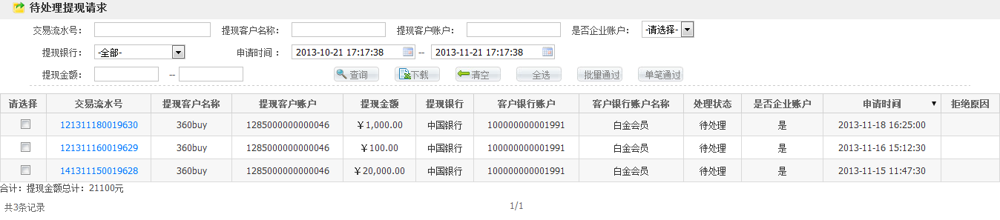 待处理提现请求
交易流水号： 提现客户名称： 提现客户账户： 是否企业账户： -请选择-
提现银行： -全部- 申请时间 ： 2013-10-21 17:17:38 -- 2013-11-21 17:17:38
提现金额： -- 查询 下载 清空 全选 批量通过 单笔通过
请选择 交易流水号 提现客户名称 提现客户账户 提现金额 提现银行 客户银行账户 客户银行账户名称 处理状态 是否企业账户 申请时间 ▼ 拒绝原因
121311180019630 360buy 1285000000000046 ￥1,000.00 中国银行 100000000001991 白金会员 待处理 是 2013-11-18 16:25:00
121311160019629 360buy 1285000000000046 ￥100.00 中国银行 100000000001991 白金会员 待处理 是 2013-11-16 15:12:30
141311150019628 360buy 1285000000000046 ￥20,000.00 中国银行 100000000001991 白金会员 待处理 是 2013-11-15 11:47:30
合计：提现金额总计：21100元
共3条记录 1/1